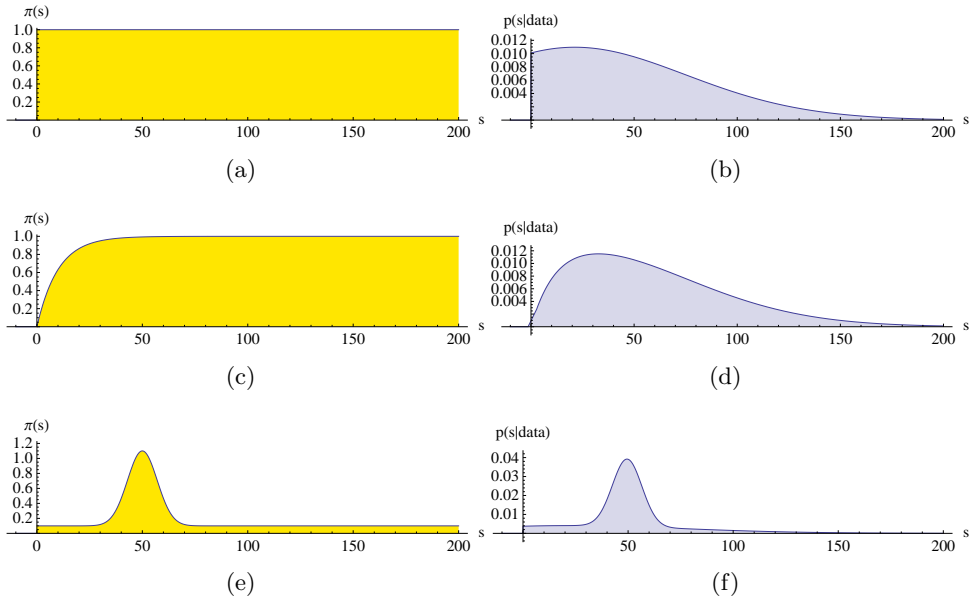 π(s)
1.0
0.8
0.6
0.4
0.2
0 50 100 150 200 s
(a)
p(s|data)
0.012
0.010
0.008
0.006
0.004
50 100 150 200 s
(b)
π(s)
1.0
0.8
0.6
0.4
0.2
0 50 100 150 200 s
(c)
p(s|data)
0.012
0.010
0.008
0.006
0.004
50 100 150 200 s
(d)
π(s)
1.2
1.0
0.8
0.6
0.4
0.2
0 50 100 150 200 s
(e)
p(s|data)
0.04
0.03
0.02
0.01
50 100 150 200 s
(f)